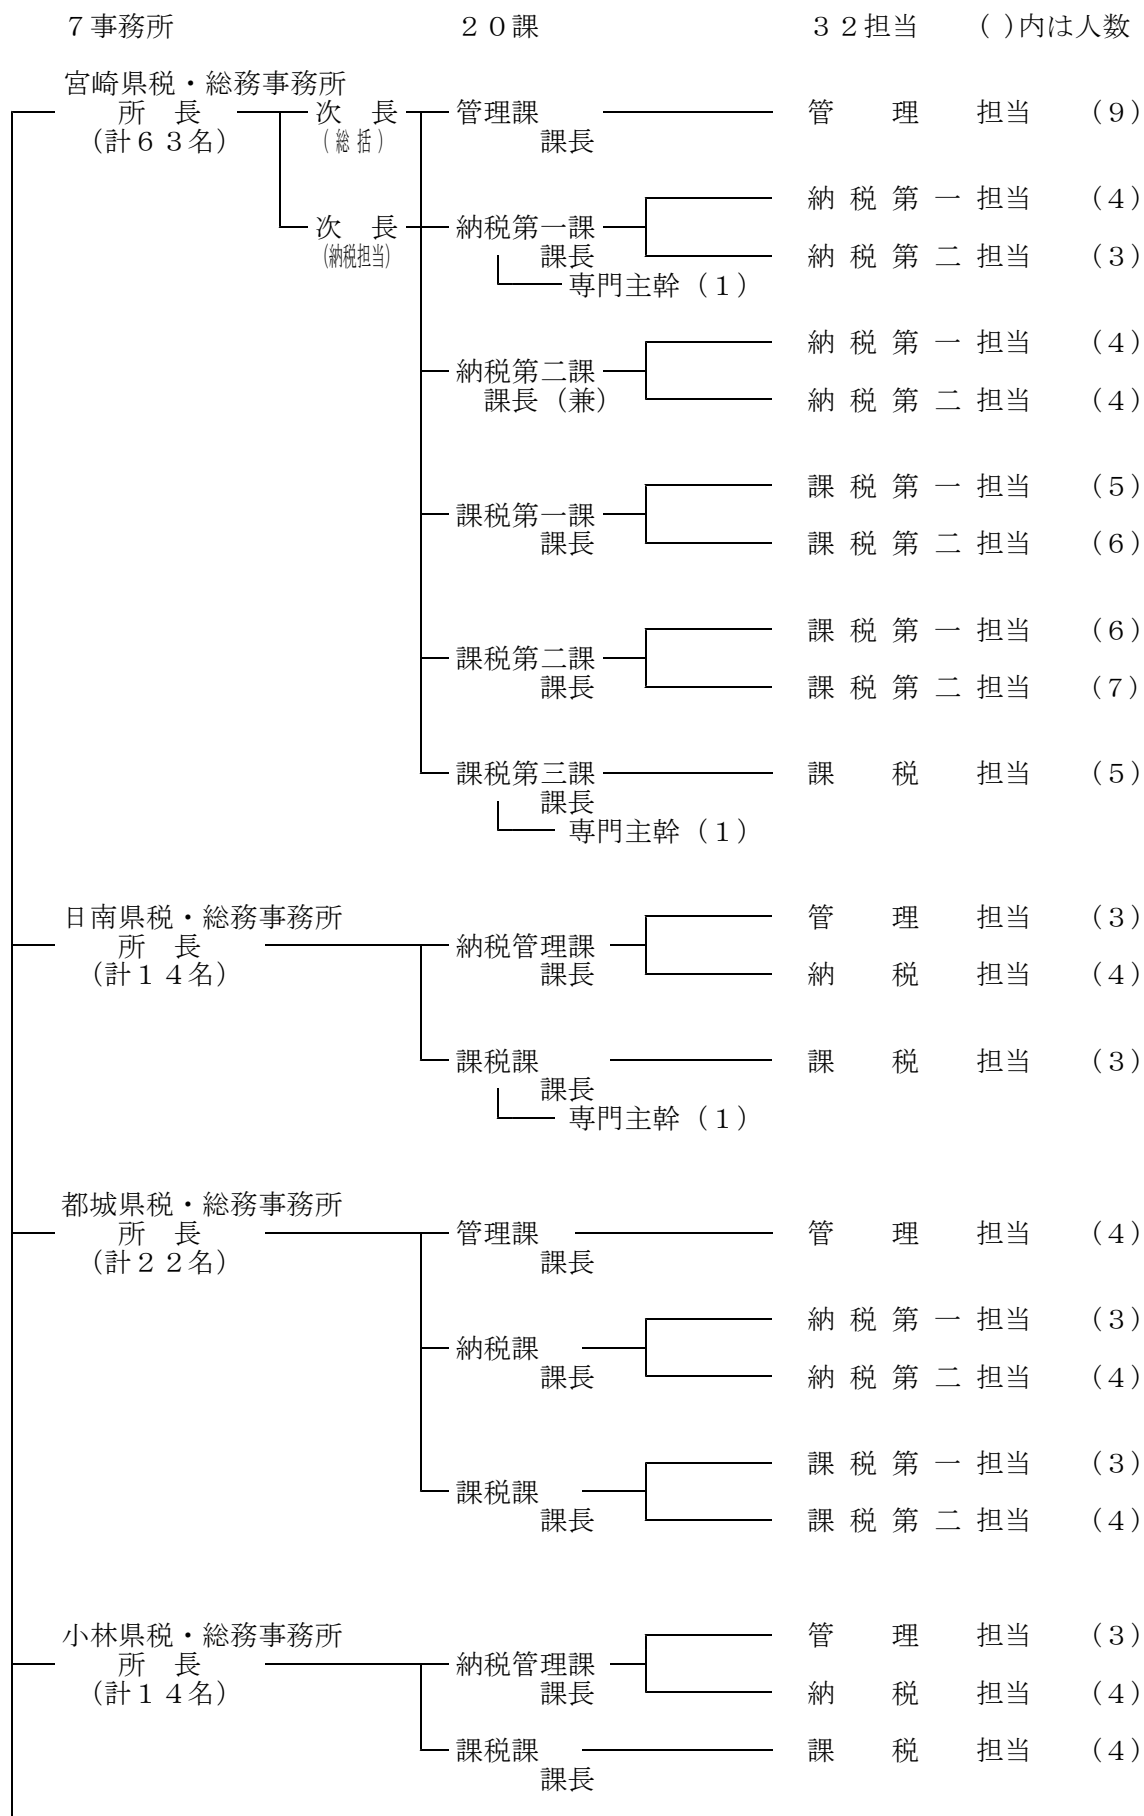 ７事務所　２０課　３２担当　( )内は人数
宮崎県税・総務事務所
所　長　次　長　管理課　管　理　担当　(９)
(計６３名)　(総括)　課長
納税第一担当　(４)
次　長　納税第一課
(納税担当)　課長　納税第二担当　(３)
専門主幹(１)
納税第一担当　(４)
納税第二課
課長(兼)　納税第二担当　(４)
課税第一担当　(５)
課税第一課
課長　課税第二担当　(６)
課税第一担当　(６)
課税第二課
課長　課税第二担当　(７)
課税第三課　課　税　担当　(５)
課長
専門主幹(１)
日南県税・総務事務所　管　理　担当　(３)
所　長　納税管理課
(計１４名)　課長　納　税　担当　(４)
課税課　課　税　担当　(３)
課長
専門主幹(１)
都城県税・総務事務所
所　長　管理課　管　理　担当　(４)
(計２２名)　課長
納税第一担当　(３)
納税課
課長　納税第二担当　(４)
課税第一担当　(３)
課税課
課長　課税第二担当　(４)
小林県税・総務事務所　管　理　担当　(３)
所　長　納税管理課
(計１４名)　課長　納　税　担当　(４)
課税課　課　税　担当　(４)
課長